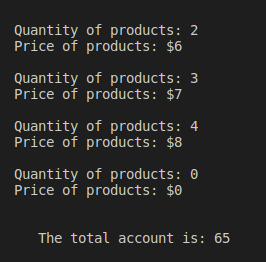 Quantity of products: 2
Price of products: $6
Quantity of products: 3
Price of products: $7
Quantity of products: 4
Price of products: $8
Quantity of products: 0
Price of products: $0
The total account is: 65